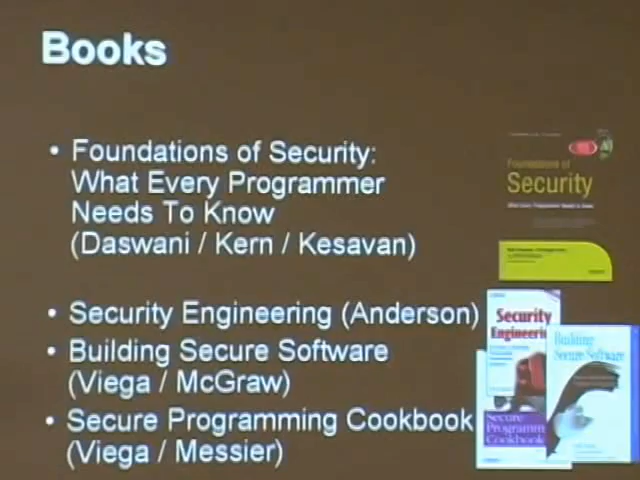 Books
• Foundations of Security:
What Every Programmer
Needs To Know
(Daswani / Kern / Kesavan)
• Security Engineering (Anderson)
• Building Secure Software
(Viega / McGraw)
• Secure Programming Cookbook
(Viega / Messier)
Foundations of
Security
Security
Engineering
Building
Secure Software
Secure
Programm
Cookbook